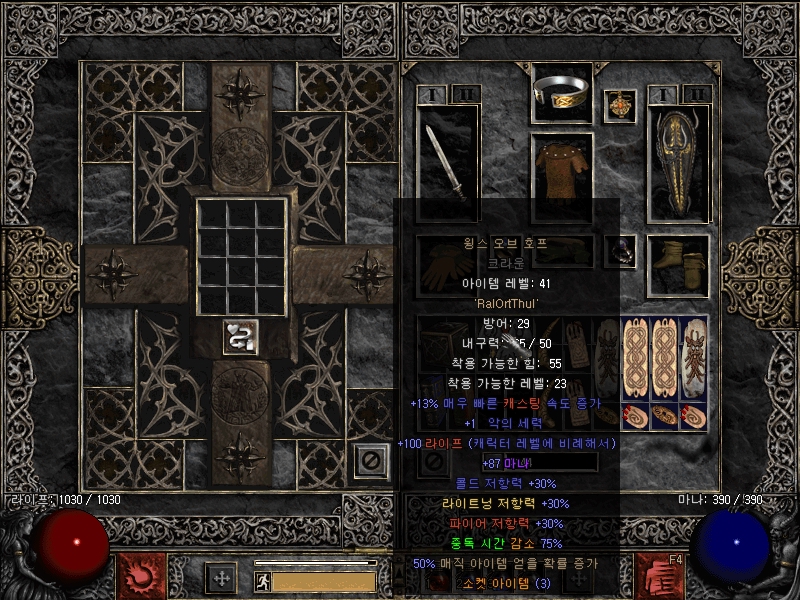 I II
I II
윙스 오브 호프
크라운
아이템 레벨: 41
'RalOrtThul'
방어: 29
내구력: 5 / 50
착용 가능한 힘: 55
착용 가능한 레벨: 23
+13% 매우 빠른 캐스팅 속도 증가
+1 악의 세력
+100 라이프 (캐릭터 레벨에 비례해서)
+87 마나
콜드 저항력 +30%
라이트닝 저항력 +30%
파이어 저항력 +30%
중독 시간 감소 75%
50% 매직 아이템 얻을 확률 증가
소켓 아이템 (3)
라이프: 1030 / 1030
마나: 390 / 390
F4